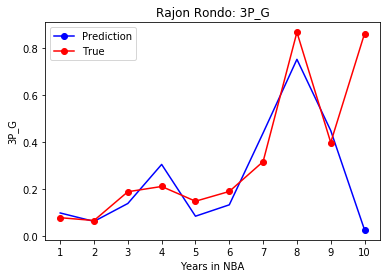 Rajon Rondo: 3P_G
Prediction
True
0.8
0.6
0.4
0.2
0.0
3P_G
1 2 3 4 5 6 7 8 9 10
Years in NBA